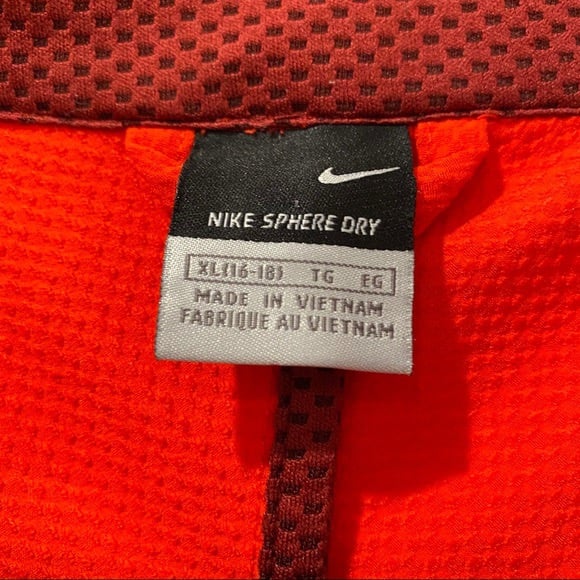 NIKE SPHERE DRY
XL(16-18) TG EG
MADE IN VIETNAM
FABRIQUE AU VIETNAM